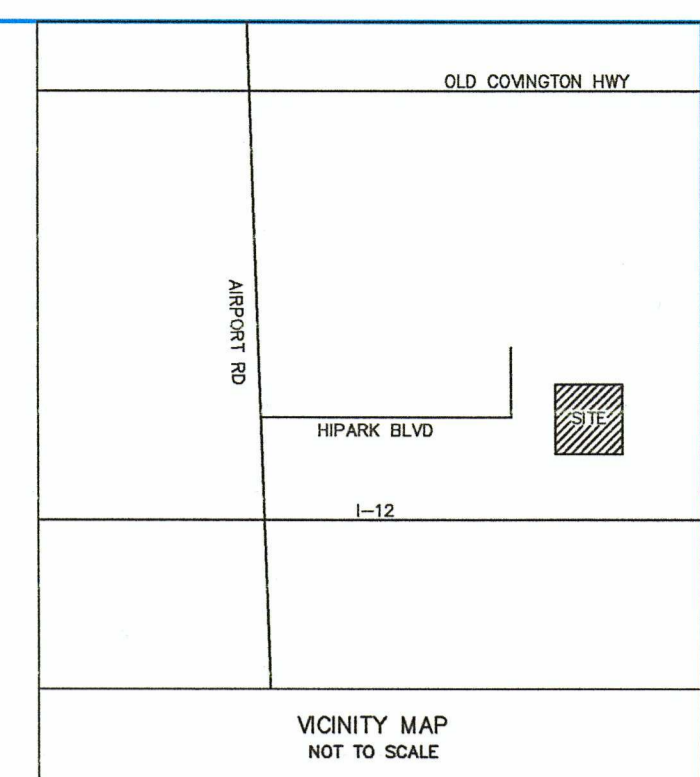 OLD COVINGTON HWY
AIRPORT RD
SITE
HIPARK BLVD
I-12
VICINITY MAP
NOT TO SCALE